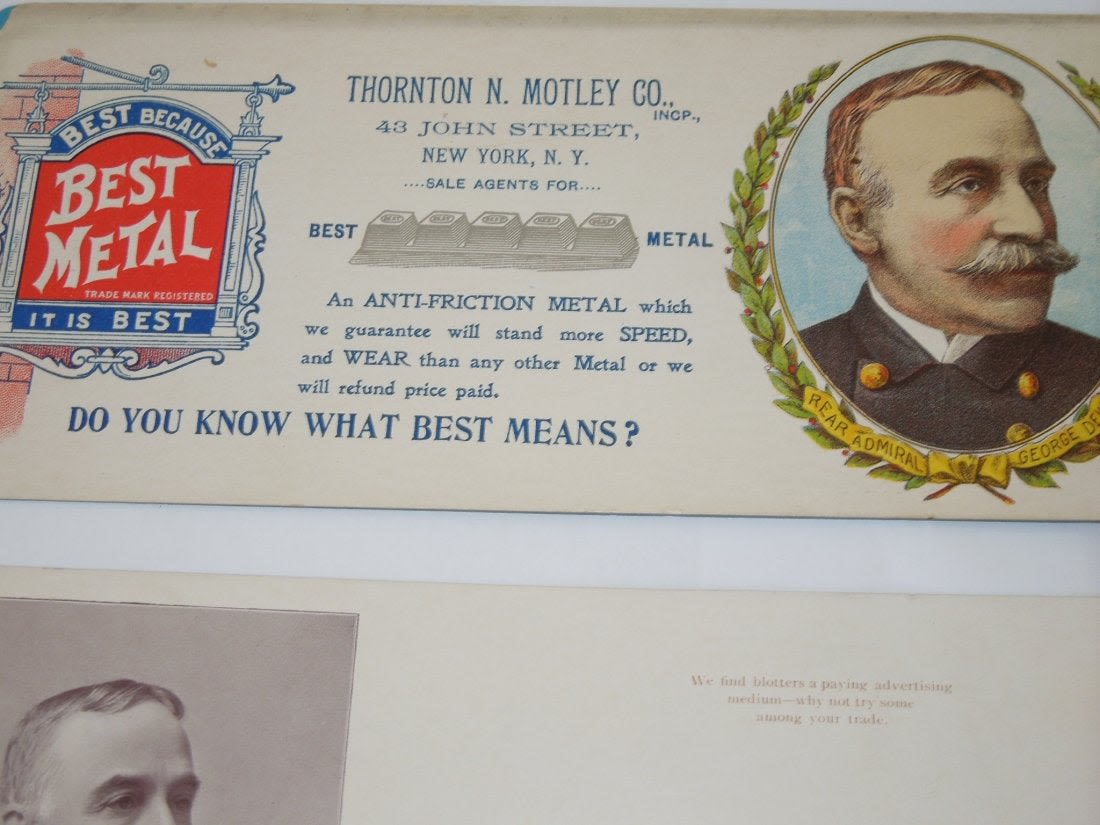 BEST BECAUSE
BEST
METAL
TRADE MARK REGISTERED
IT IS BEST
THORNTON N. MOTLEY CO., INCP.,
43 JOHN STREET,
NEW YORK, N. Y.
....SALE AGENTS FOR....
BEST METAL
An ANTI-FRICTION METAL which
we guarantee will stand more SPEED,
and WEAR than any other Metal or we
will refund price paid.
DO YOU KNOW WHAT BEST MEANS?
REAR ADMIRAL GEORGE
We find blotters a paying advertising
medium—why not try some
among your trade.